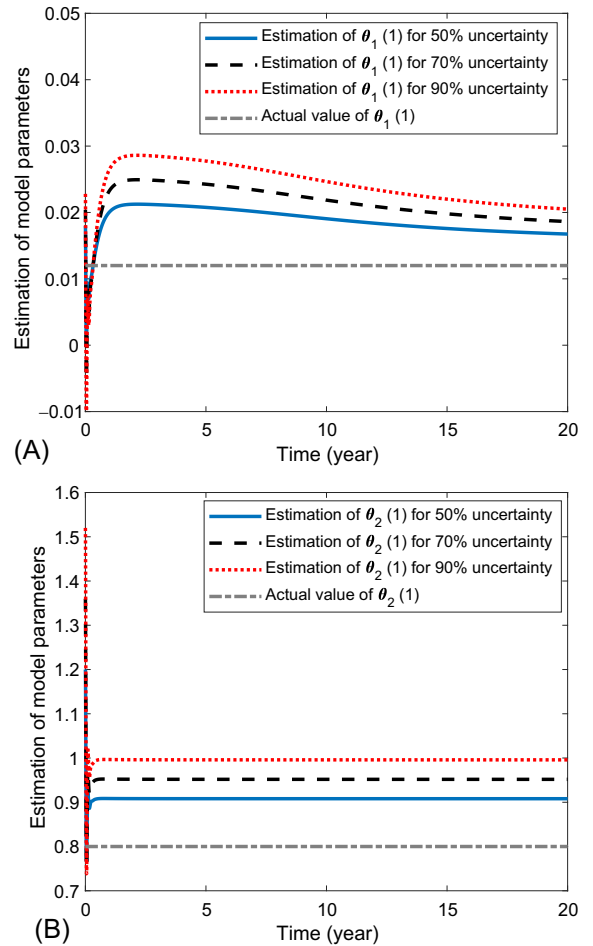 0.05
0.04
0.03
0.02
0.01
0
−0.01
Estimation of model parameters
Estimation of θ1 (1) for 50% uncertainty
Estimation of θ1 (1) for 70% uncertainty
Estimation of θ1 (1) for 90% uncertainty
Actual value of θ1 (1)
0 5 10 15 20
Time (year)
(A)
1.6
1.5
1.4
1.3
1.2
1.1
1
0.9
0.8
0.7
Estimation of model parameters
Estimation of θ2 (1) for 50% uncertainty
Estimation of θ2 (1) for 70% uncertainty
Estimation of θ2 (1) for 90% uncertainty
Actual value of θ2 (1)
0 5 10 15 20
Time (year)
(B)